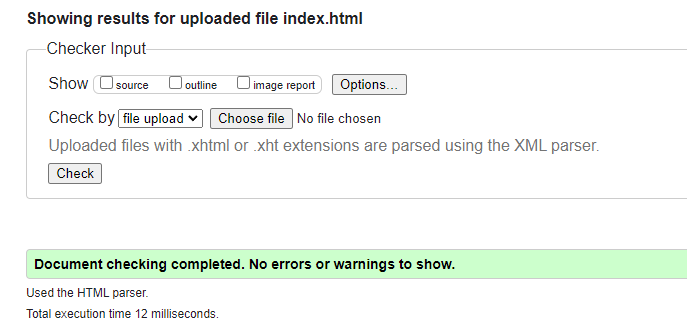 Showing results for uploaded file index.html
Checker Input
Show source outline image report Options...
Check by file upload Choose file No file chosen
Uploaded files with .xhtml or .xht extensions are parsed using the XML parser.
Check
Document checking completed. No errors or warnings to show.
Used the HTML parser.
Total execution time 12 milliseconds.